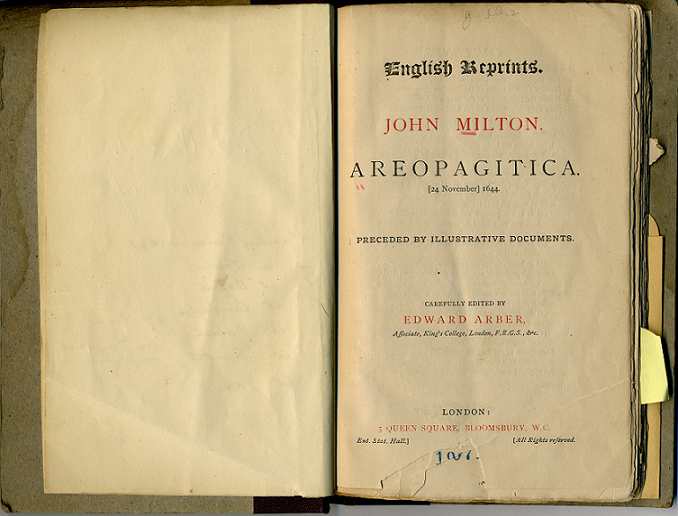 English Reprints.
JOHN MILTON.
AREOPAGITICA.
[24 November] 1644.
PRECEDED BY ILLUSTRATIVE DOCUMENTS.
CAREFULLY EDITED BY
EDWARD ARBER,
Associate, King's College, London, F.R.G.S., &c.
LONDON:
5 QUEEN SQUARE, BLOOMSBURY, W.C.
Ent. Stat. Hall.] [All Rights reserved.